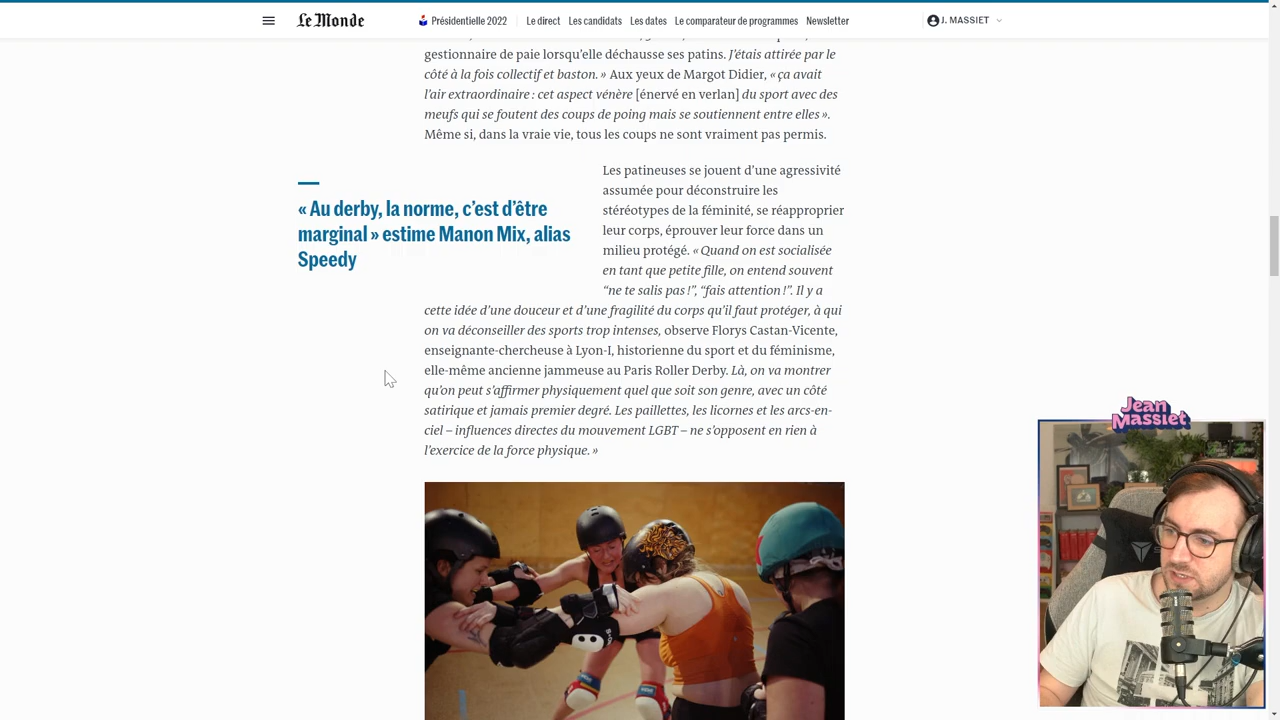 Le Monde
Présidentielle 2022
Le direct
Les candidats
Les dates
Le comparateur de programmes
Newsletter
J. MASSIET
gestionnaire de paie lorsqu'elle déchausse ses patins. J'étais attirée par le
côté à la fois collectif et baston. » Aux yeux de Margot Didier, « ça avait
l'air extraordinaire : cet aspect vénère [énervé en verlan] du sport avec des
meufs qui se foutent des coups de poing mais se soutiennent entre elles ».
Même si, dans la vraie vie, tous les coups ne sont vraiment pas permis.
« Au derby, la norme, c'est d'être
marginal » estime Manon Mix, alias
Speedy
Les patineuses se jouent d'une agressivité
assumée pour déconstruire les
stéréotypes de la féminité, se réapproprier
leur corps, éprouver leur force dans un
milieu protégé. « Quand on est socialisée
en tant que petite fille, on entend souvent
“ne te salis pas !”, “fais attention !”. Il y a
cette idée d'une douceur et d'une fragilité du corps qu'il faut protéger, à qui
on va déconseiller des sports trop intenses, observe Florys Castan-Vicente,
enseignante-chercheuse à Lyon-I, historienne du sport et du féminisme,
elle-même ancienne jammeuse au Paris Roller Derby. Là, on va montrer
qu'on peut s'affirmer physiquement quel que soit son genre, avec un côté
satirique et jamais premier degré. Les paillettes, les licornes et les arcs-en-
ciel – influences directes du mouvement LGBT – ne s'opposent en rien à
l'exercice de la force physique. »
Jean
Massiet